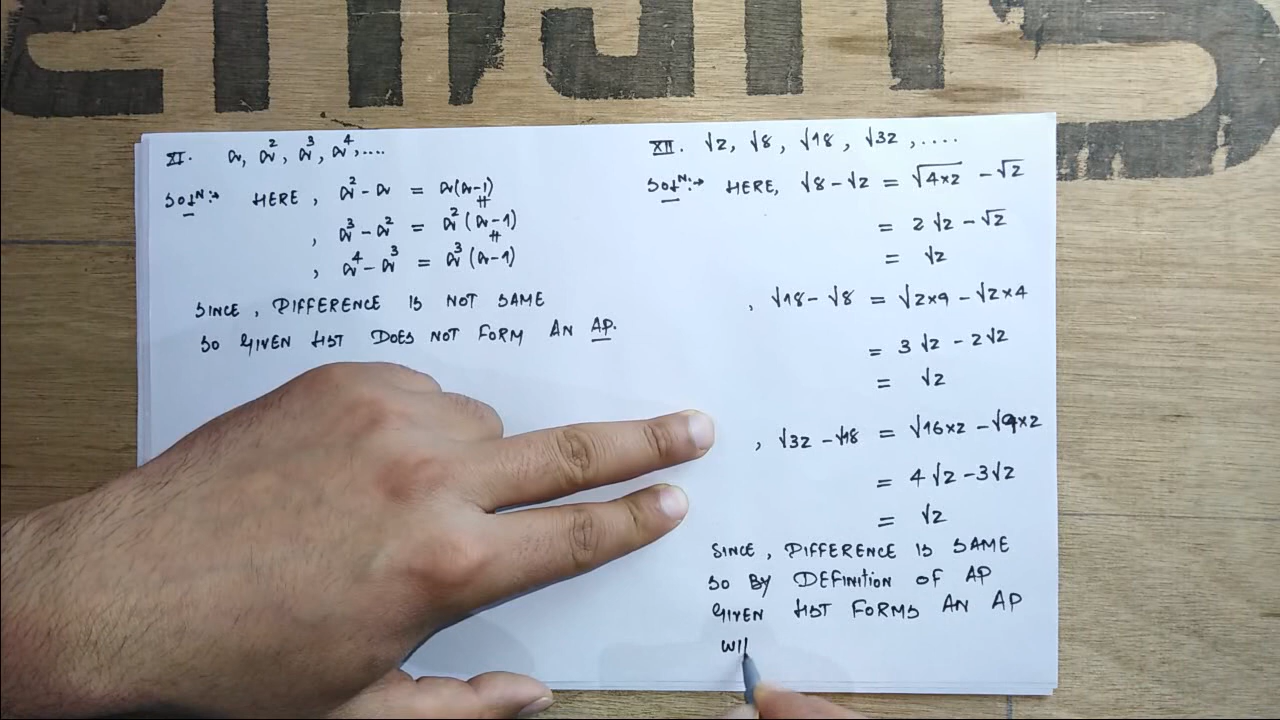 XI. a, a², a³, a⁴, ....
SOLᴺ:→ HERE, a² - a = a(a-1)
, a³ - a² = a²(a-1)
, a⁴ - a³ = a³(a-1)
SINCE, DIFFERENCE IS NOT SAME
SO GIVEN LIST DOES NOT FORM AN AP.
XII. √2, √8, √18, √32, ....
SOLᴺ:→ HERE, √8 - √2 = √4×2 - √2
= 2√2 - √2
= √2
, √18 - √8 = √2×9 - √2×4
= 3√2 - 2√2
= √2
, √32 - √18 = √16×2 - √9×2
= 4√2 - 3√2
= √2
SINCE, DIFFERENCE IS SAME
SO BY DEFINITION OF AP
GIVEN LIST FORMS AN AP